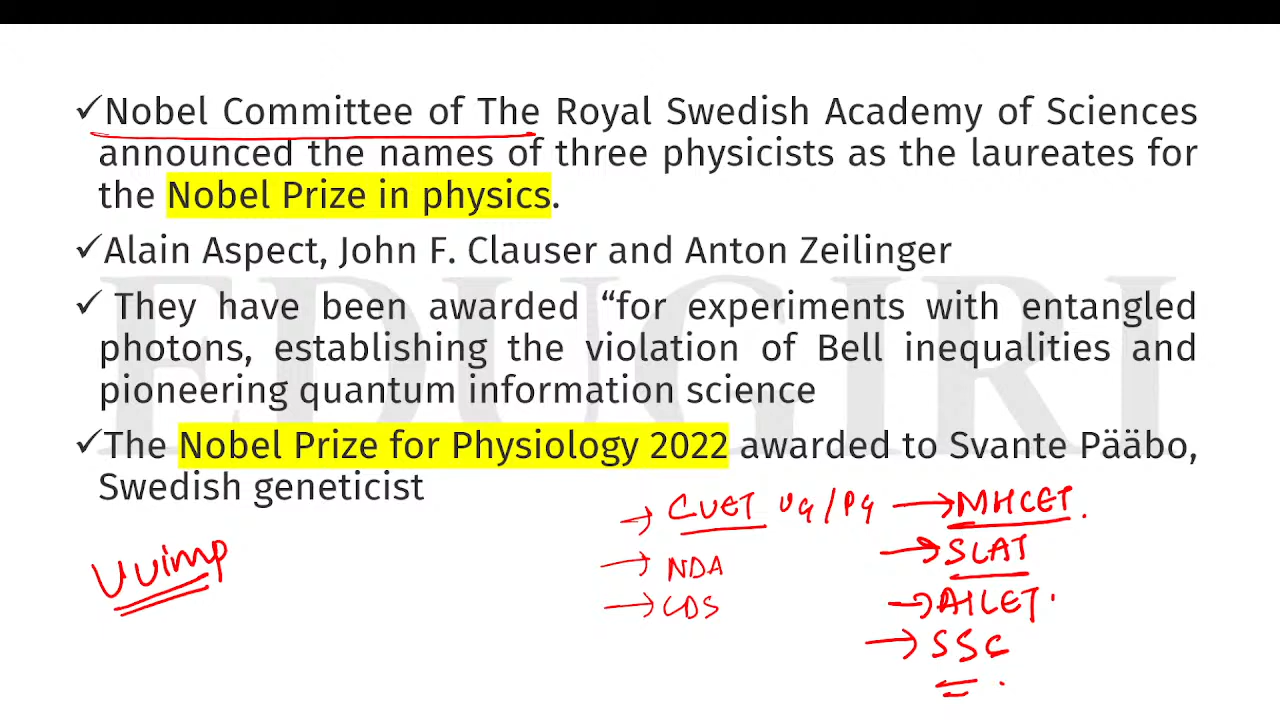 ✓Nobel Committee of The Royal Swedish Academy of Sciences
announced the names of three physicists as the laureates for
the Nobel Prize in physics.
✓Alain Aspect, John F. Clauser and Anton Zeilinger
✓ They have been awarded “for experiments with entangled
photons, establishing the violation of Bell inequalities and
pioneering quantum information science
✓The Nobel Prize for Physiology 2022 awarded to Svante Pääbo,
Swedish geneticist
EDUGIRI
→ CUET UG/PG → MHCET.
→ NDA → SLAT
→ CDS → AILET.
→ SSC
VVimp